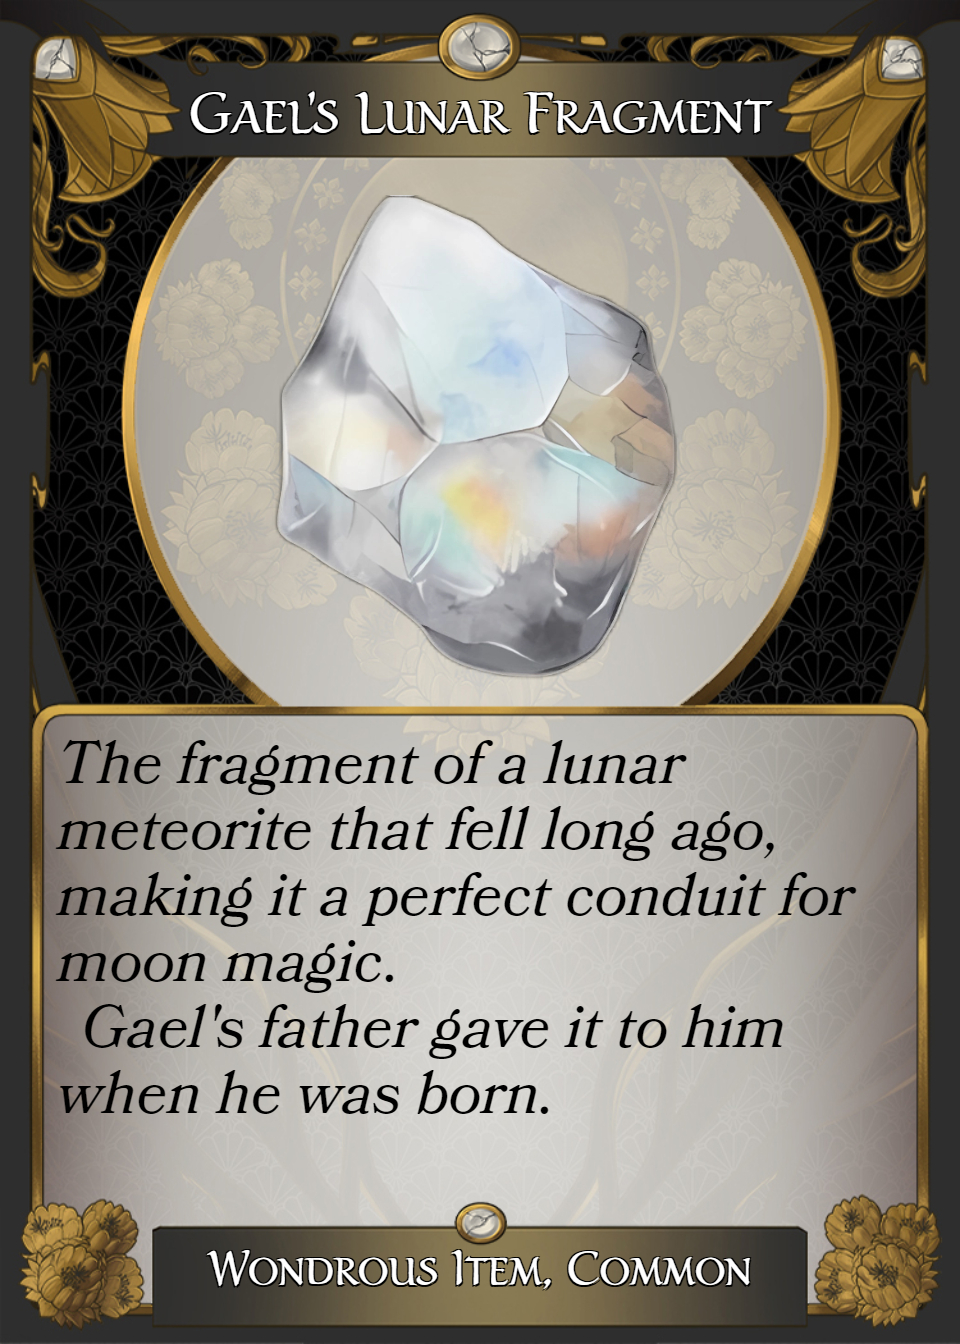 Gael's Lunar Fragment
The fragment of a lunar
meteorite that fell long ago,
making it a perfect conduit for
moon magic.
Gael's father gave it to him
when he was born.
Wondrous Item, Common